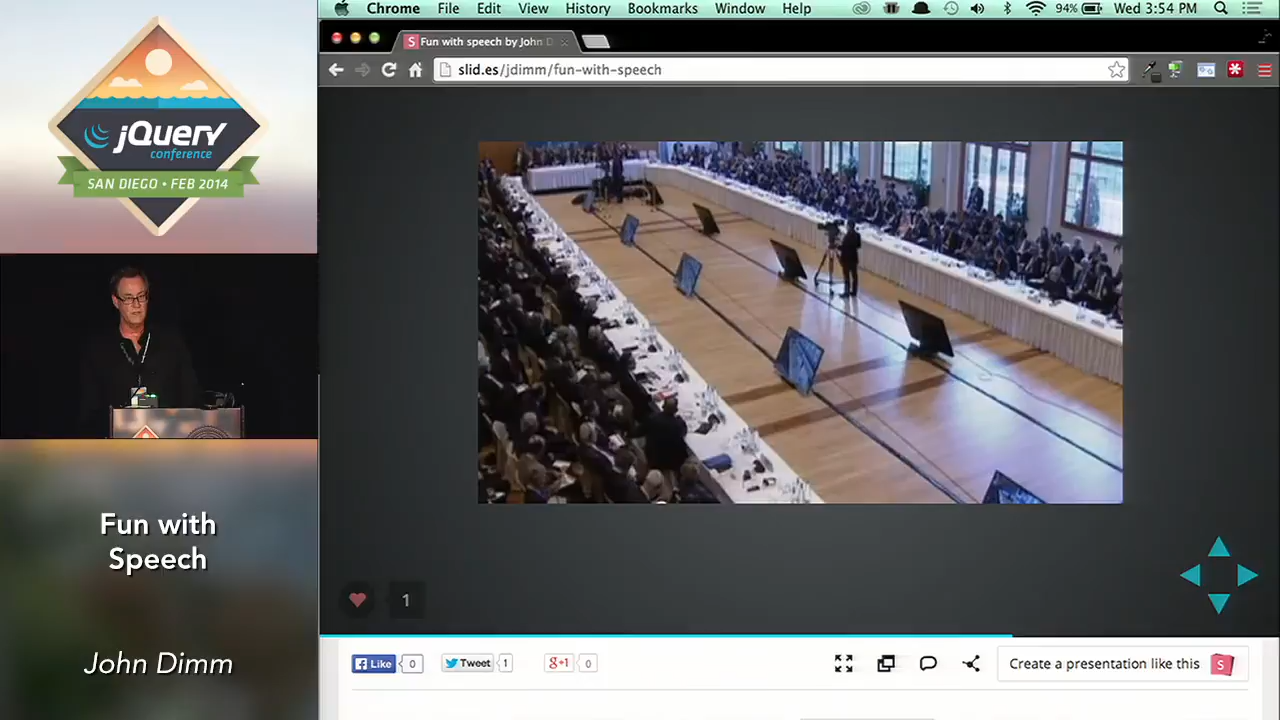 jQuery
conference
SAN DIEGO • FEB 2014
Fun with
Speech
John Dimm
Chrome File Edit View History Bookmarks Window Help 94% Wed 3:54 PM
S Fun with speech by John D
slid.es/jdimm/fun-with-speech
1
Like 0 Tweet 1 g+1 0 Create a presentation like this S